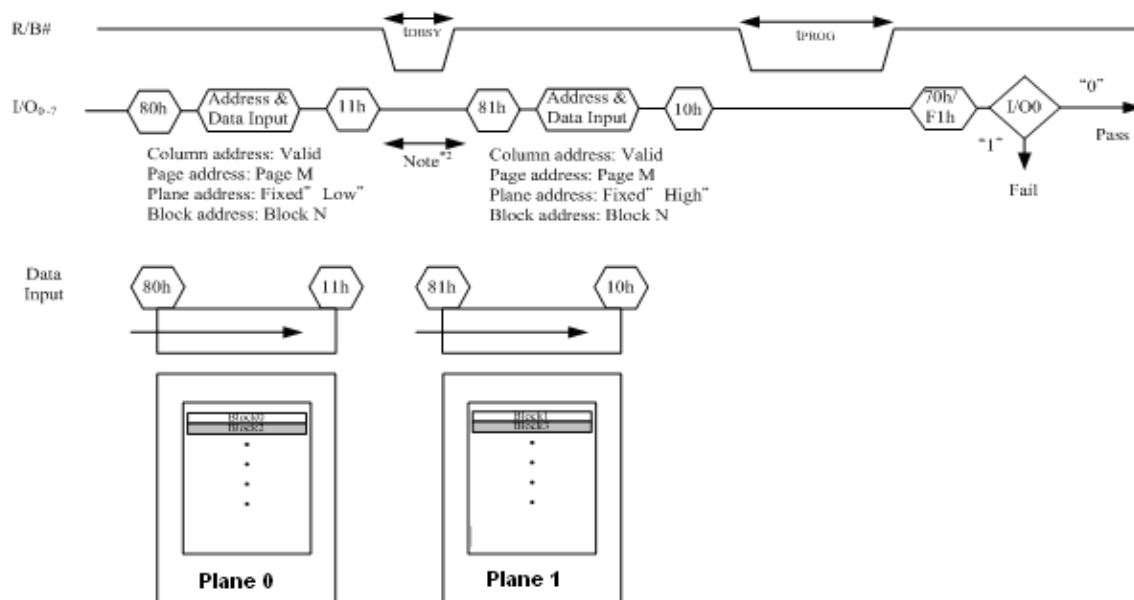 R/B#
tDBSY
tPROG
I/O0-7
80h
Address &
Data Input
11h
81h
Address &
Data Input
10h
70h/
F1h
I/O0
"0"
Pass
"1"
Fail
Note*2
Column address: Valid
Page address: Page M
Plane address: Fixed" Low"
Block address: Block N
Column address: Valid
Page address: Page M
Plane address: Fixed" High"
Block address: Block N
Data
Input
80h
11h
81h
10h
Block0
Block2
Block1
Block3
Plane 0
Plane 1